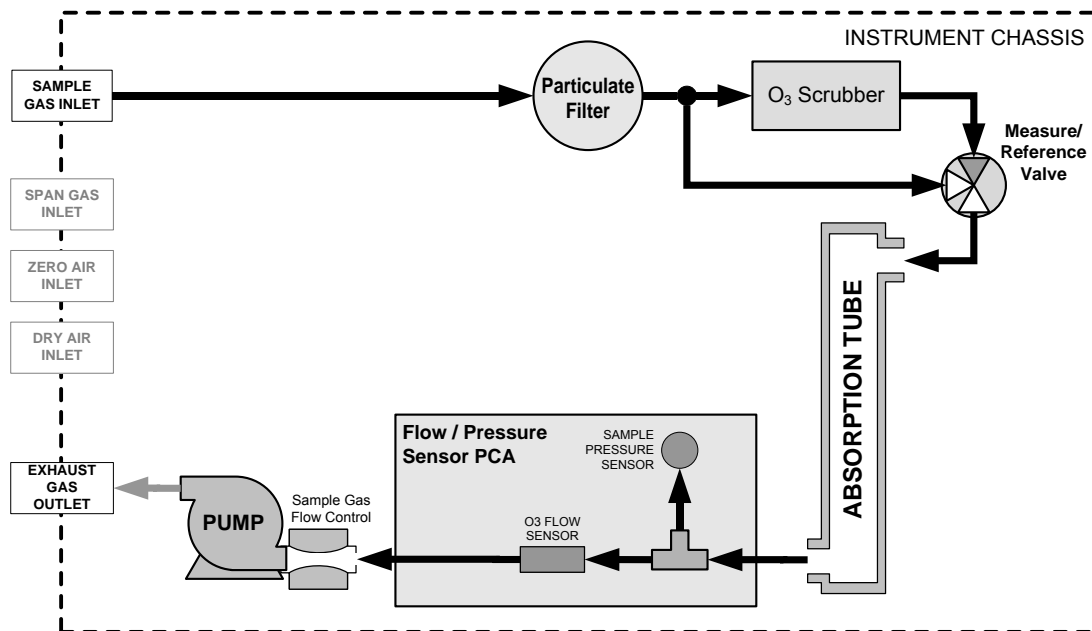 INSTRUMENT CHASSIS
SAMPLE
GAS INLET
Particulate
Filter
O₃ Scrubber
Measure/
Reference
Valve
SPAN GAS
INLET
ZERO AIR
INLET
DRY AIR
INLET
ABSORPTION TUBE
Flow / Pressure
Sensor PCA
SAMPLE
PRESSURE
SENSOR
EXHAUST
GAS
OUTLET
PUMP
Sample Gas
Flow Control
O3 FLOW
SENSOR